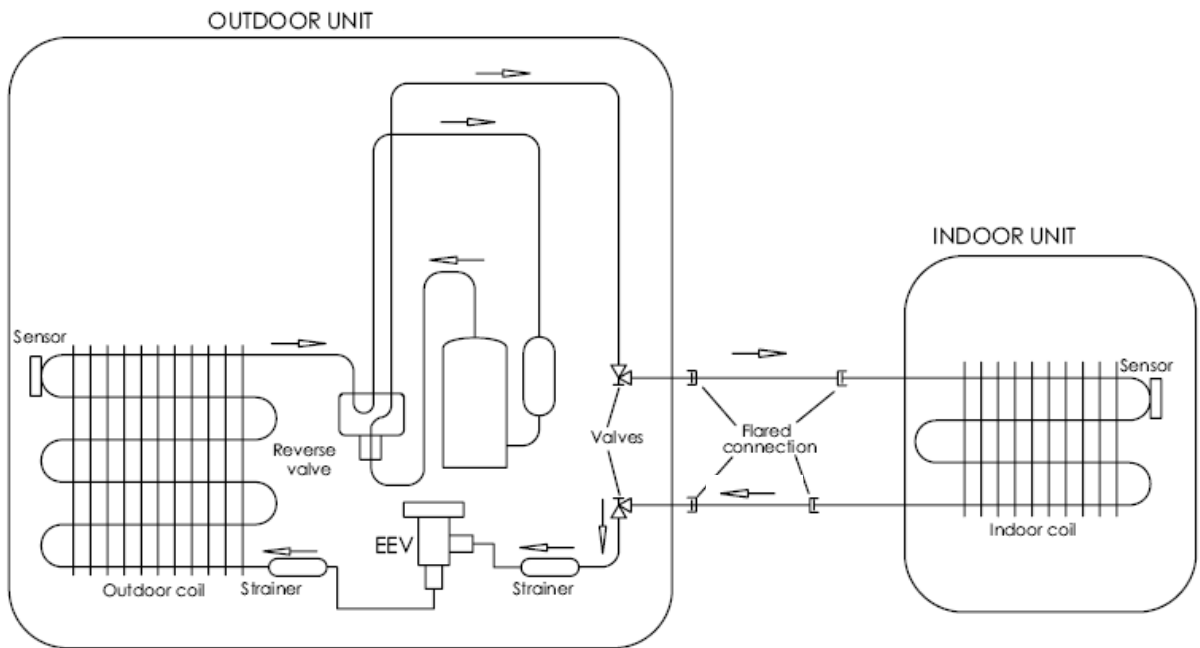 OUTDOOR UNIT
INDOOR UNIT
Sensor
Sensor
Reverse
valve
Valves
Flared
connection
EEV
Indoor coil
Outdoor coil
Strainer
Strainer